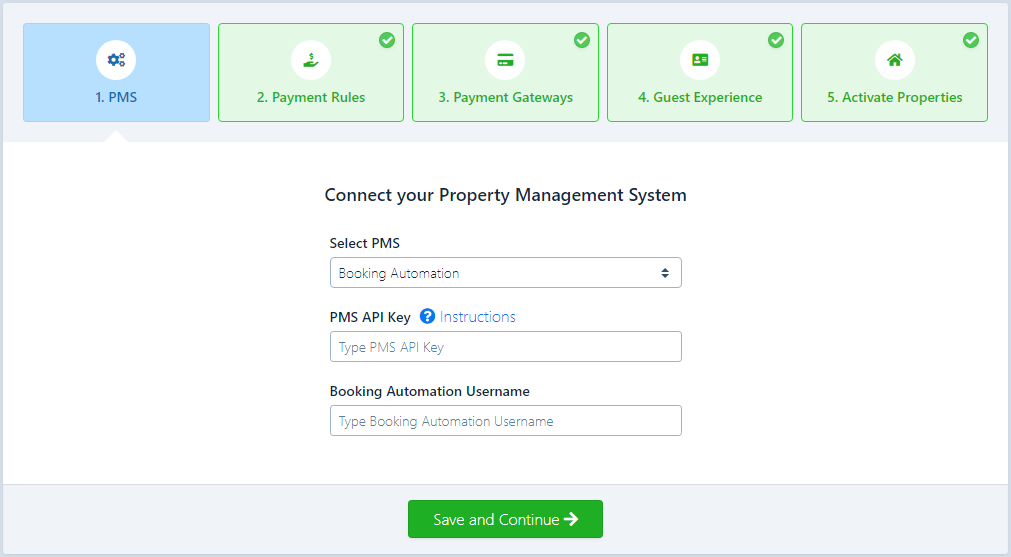 1. PMS
2. Payment Rules
3. Payment Gateways
4. Guest Experience
5. Activate Properties
Connect your Property Management System
Select PMS
Booking Automation
PMS API Key ? Instructions
Type PMS API Key
Booking Automation Username
Type Booking Automation Username
Save and Continue